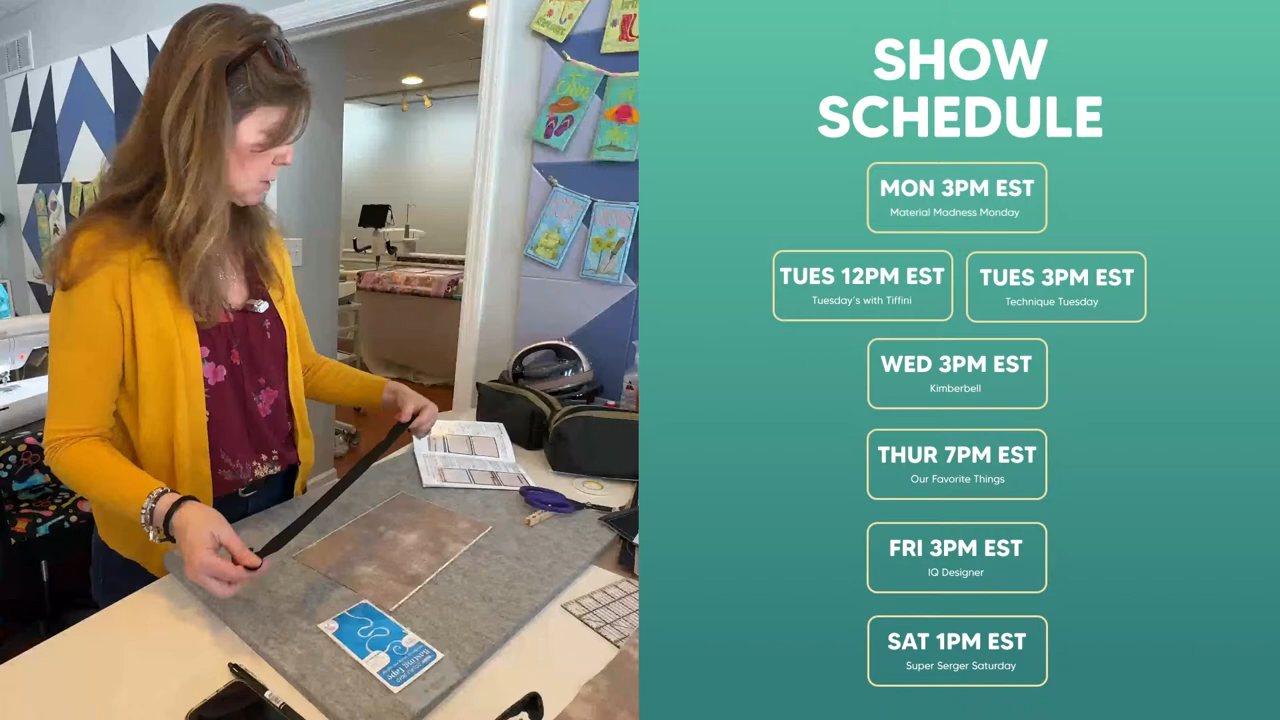 SHOW
SCHEDULE
MON 3PM EST
Material Madness Monday
TUES 12PM EST
Tuesday's with Tiffini
TUES 3PM EST
Technique Tuesday
WED 3PM EST
Kimberbell
THUR 7PM EST
Our Favorite Things
FRI 3PM EST
IQ Designer
SAT 1PM EST
Super Serger Saturday
Basting Tape